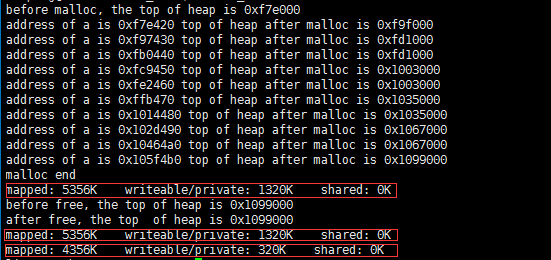 before malloc, the top of heap is 0xf7e000
address of a is 0xf7e420 top of heap after malloc is 0xf9f000
address of a is 0xf97430 top of heap after malloc is 0xfd1000
address of a is 0xfb0440 top of heap after malloc is 0xfd1000
address of a is 0xfc9450 top of heap after malloc is 0x1003000
address of a is 0xfe2460 top of heap after malloc is 0x1003000
address of a is 0xffb470 top of heap after malloc is 0x1035000
address of a is 0x1014480 top of heap after malloc is 0x1035000
address of a is 0x102d490 top of heap after malloc is 0x1067000
address of a is 0x10464a0 top of heap after malloc is 0x1067000
address of a is 0x105f4b0 top of heap after malloc is 0x1099000
malloc end
mapped: 5356K    writeable/private: 1320K    shared: 0K
before free, the top of heap is 0x1099000
after free, the top  of heap is 0x1099000
mapped: 5356K    writeable/private: 1320K    shared: 0K
mapped: 4356K    writeable/private: 320K    shared: 0K